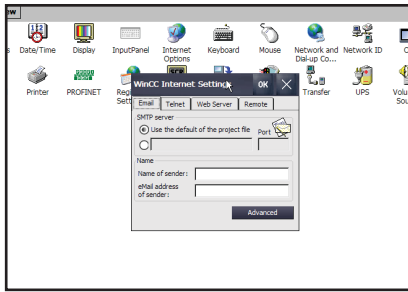 ew
s Date/Time Display InputPanel Internet Options Keyboard Mouse Network and Dial-up Co... Network ID
Printer PROFINET Transfer UPS
WinCC Internet Settings OK
Email Telnet Web Server Remote
SMTP server
Use the default of the project file Port
Name
Name of sender:
eMail address
of sender:
Advanced